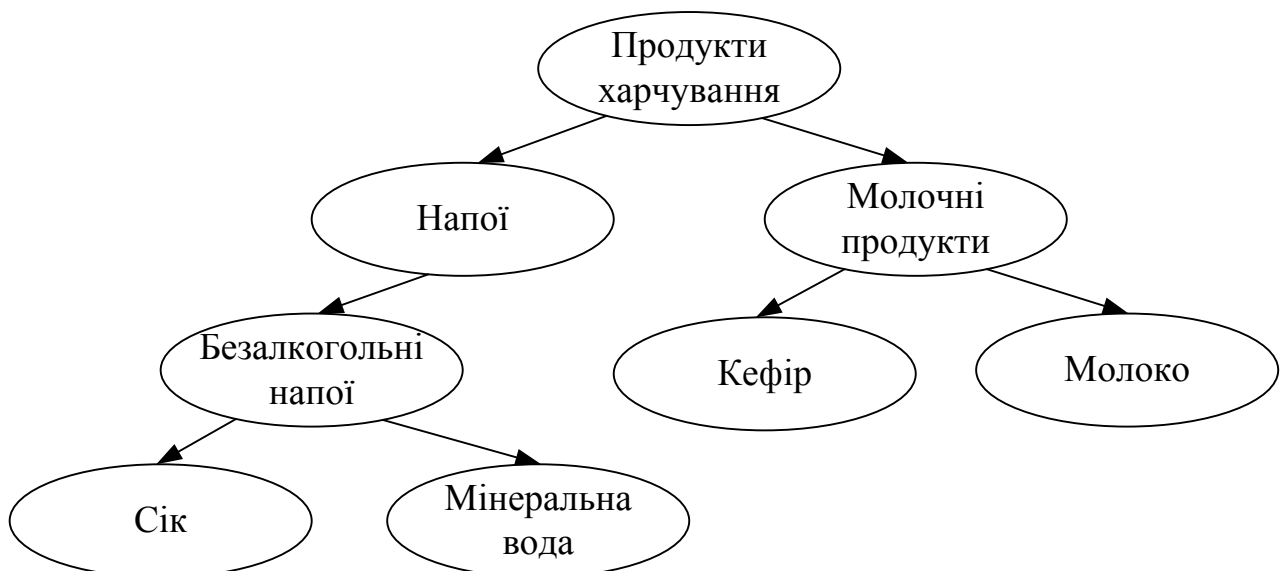 Продукти
харчування
Напої
Молочні
продукти
Безалкогольні
напої
Кефір
Молоко
Сік
Мінеральна
вода